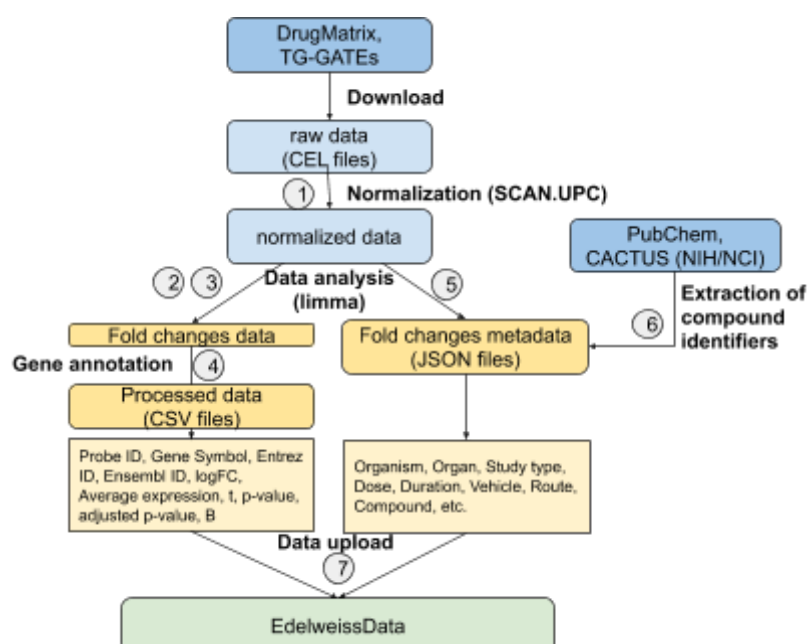 DrugMatrix,
TG-GATEs
Download
raw data
(CEL files)
1
Normalization (SCAN.UPC)
normalized data
PubChem,
CACTUS (NIH/NCI)
2
3
Data analysis
(limma)
5
6
Extraction of
compound
identifiers
Fold changes data
Fold changes metadata
(JSON files)
Gene annotation
4
Processed data
(CSV files)
Probe ID, Gene Symbol, Entrez
ID, Ensembl ID, logFC,
Average expression, t, p-value,
adjusted p-value, B
Organism, Organ, Study type,
Dose, Duration, Vehicle, Route,
Compound, etc.
Data upload
7
EdelweissData